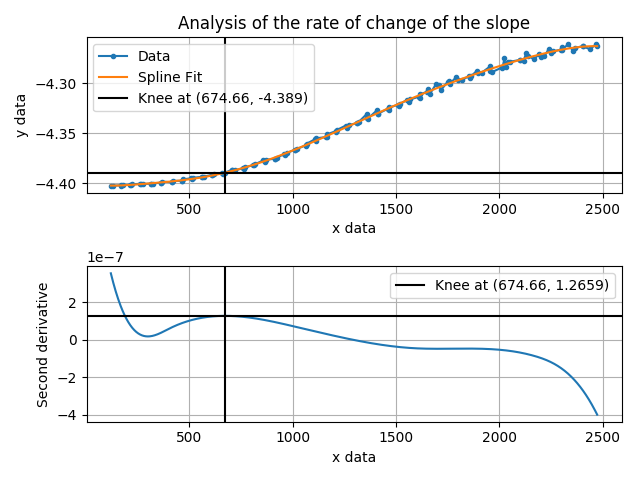 Analysis of the rate of change of the slope
Data
Spline Fit
Knee at (674.66, -4.389)
y data
−4.30
−4.35
−4.40
500 1000 1500 2000 2500
x data
1e−7
Knee at (674.66, 1.2659)
Second derivative
2
0
−2
−4
500 1000 1500 2000 2500
x data